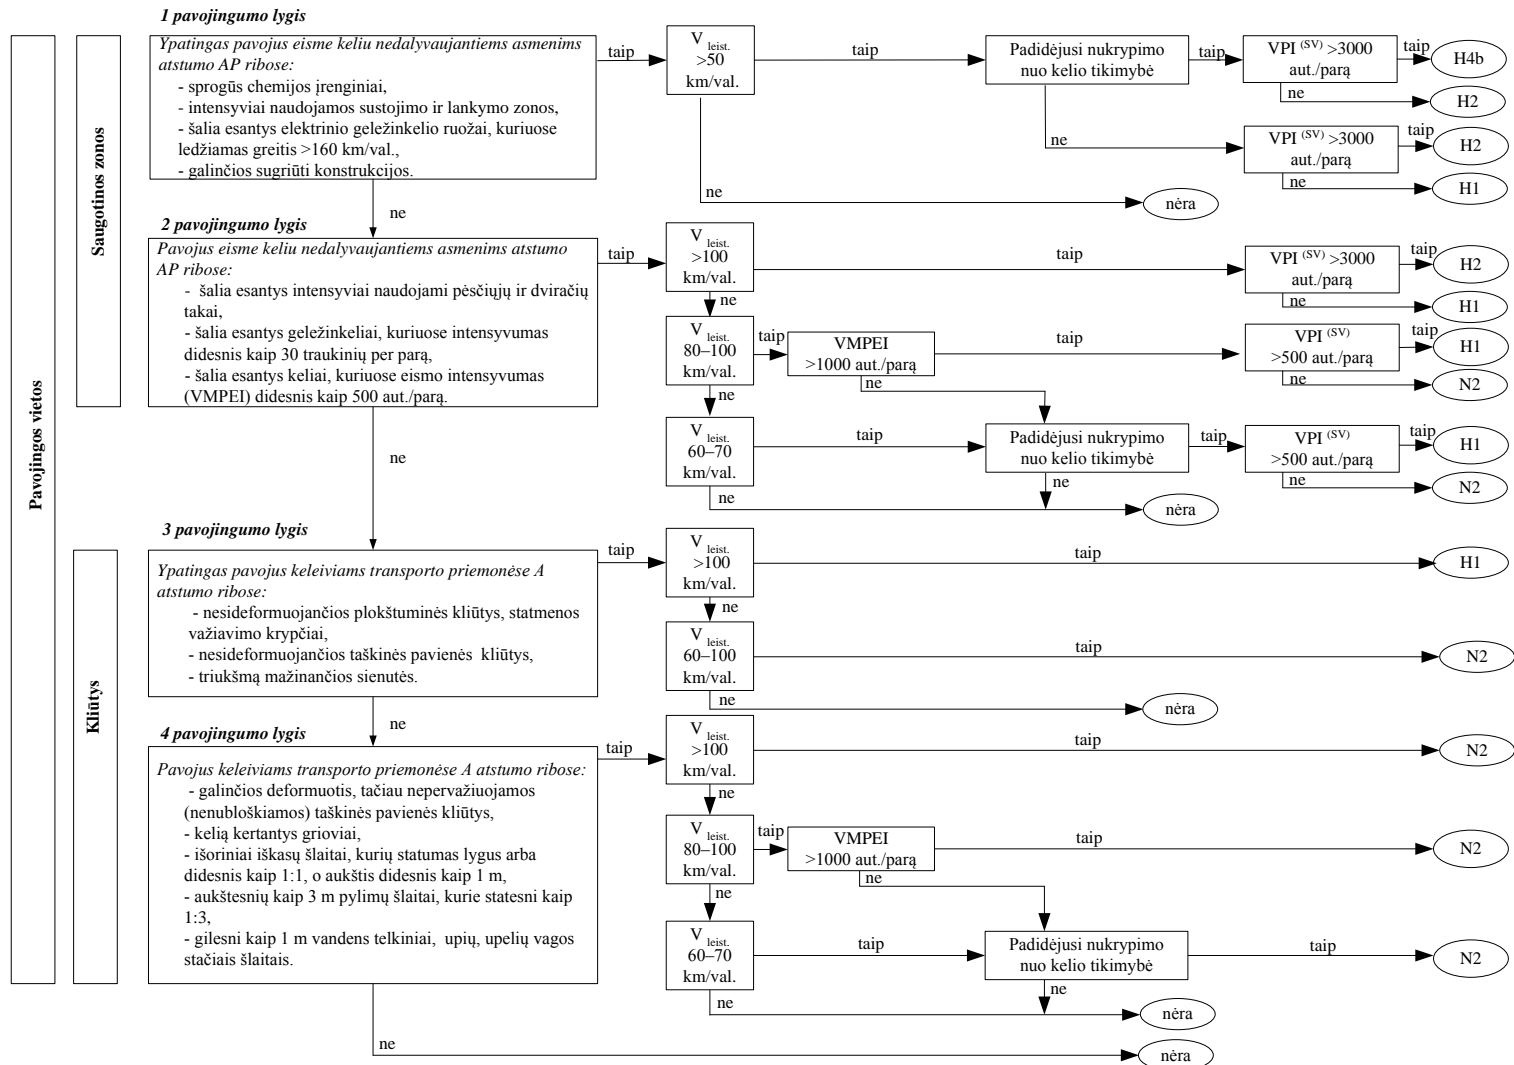 Pavojingos vietos
Saugotinos zonos
Kliūtys
1 pavojingumo lygis
Ypatingas pavojus eisme keliu nedalyvaujantiems asmenims
atstumo AP ribose:
- sprogūs chemijos įrenginiai,
- intensyviai naudojamos sustojimo ir lankymo zonos,
- šalia esantys elektrinio geležinkelio ruožai, kuriuose
ledžiamas greitis >160 km/val.,
- galinčios sugriūti konstrukcijos.
taip
V leist.
>50
km/val.
taip
Padidėjusi nukrypimo
nuo kelio tikimybė
taip
VPI (SV) >3000
aut./parą
taip
H4b
ne
H2
ne
VPI (SV) >3000
aut./parą
taip
H2
ne
H1
ne
nėra
ne
2 pavojingumo lygis
Pavojus eisme keliu nedalyvaujantiems asmenims atstumo
AP ribose:
- šalia esantys intensyviai naudojami pėsčiųjų ir dviračių
takai,
- šalia esantys geležinkeliai, kuriuose intensyvumas
didesnis kaip 30 traukinių per parą,
- šalia esantys keliai, kuriuose eismo intensyvumas
(VMPEI) didesnis kaip 500 aut./parą.
taip
V leist.
>100
km/val.
taip
VPI (SV) >3000
aut./parą
taip
H2
ne
H1
ne
V leist.
80–100
km/val.
taip
VMPEI
>1000 aut./parą
taip
VPI (SV)
>500 aut./parą
taip
H1
ne
N2
ne
ne
V leist.
60–70
km/val.
taip
Padidėjusi nukrypimo
nuo kelio tikimybė
taip
VPI (SV)
>500 aut./parą
taip
H1
ne
N2
ne
ne
nėra
ne
3 pavojingumo lygis
Ypatingas pavojus keleiviams transporto priemonėse A
atstumo ribose:
- nesideformuojančios plokštuminės kliūtys, statmenos
važiavimo krypčiai,
- nesideformuojančios taškinės pavienės kliūtys,
- triukšmą mažinančios sienutės.
taip
V leist.
>100
km/val.
taip
H1
ne
V leist.
60–100
km/val.
taip
N2
ne
nėra
ne
4 pavojingumo lygis
Pavojus keleiviams transporto priemonėse A atstumo ribose:
- galinčios deformuotis, tačiau nepervažiuojamos
(nenubloškiamos) taškinės pavienės kliūtys,
- kelią kertantys grioviai,
- išoriniai iškasų šlaitai, kurių statumas lygus arba
didesnis kaip 1:1, o aukštis didesnis kaip 1 m,
- aukštesnių kaip 3 m pylimų šlaitai, kurie statesni kaip
1:3,
- gilesni kaip 1 m vandens telkiniai, upių, upelių vagos
stačiais šlaitais.
taip
V leist.
>100
km/val.
taip
N2
ne
V leist.
80–100
km/val.
taip
VMPEI
>1000 aut./parą
taip
N2
ne
ne
V leist.
60–70
km/val.
taip
Padidėjusi nukrypimo
nuo kelio tikimybė
taip
N2
ne
ne
nėra
ne
nėra